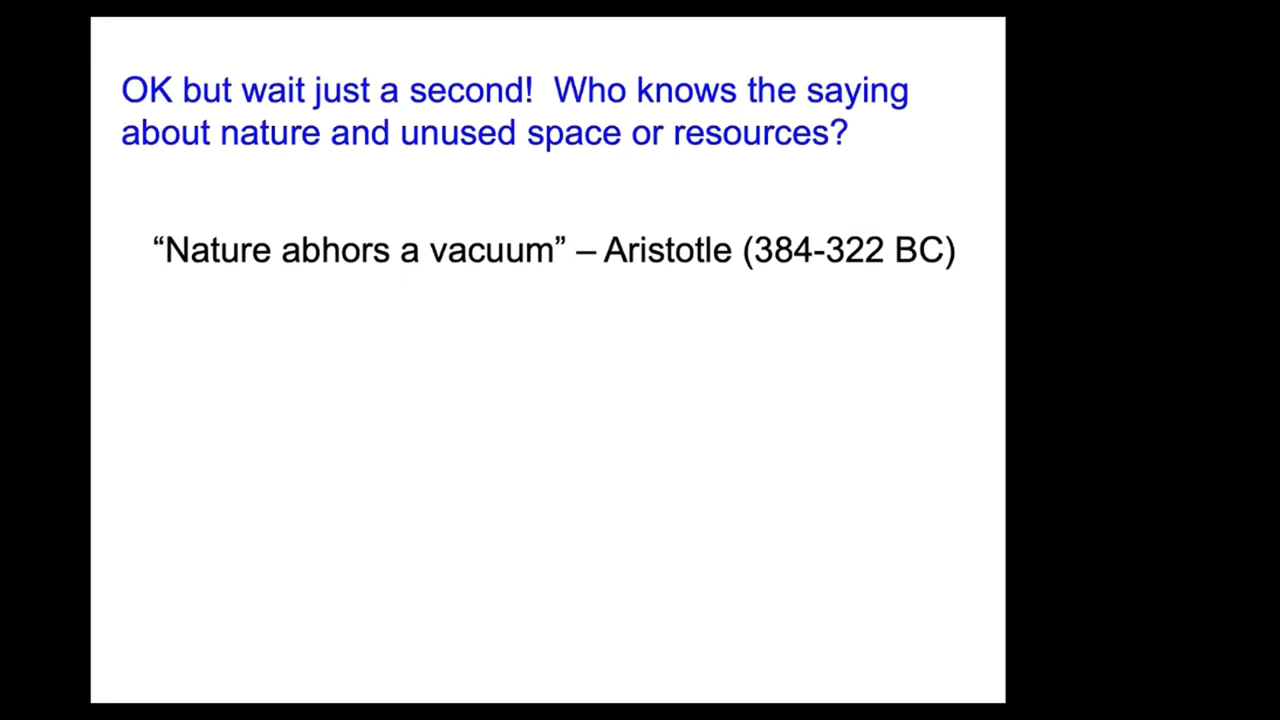 OK but wait just a second!  Who knows the saying
about nature and unused space or resources?
“Nature abhors a vacuum” – Aristotle (384-322 BC)